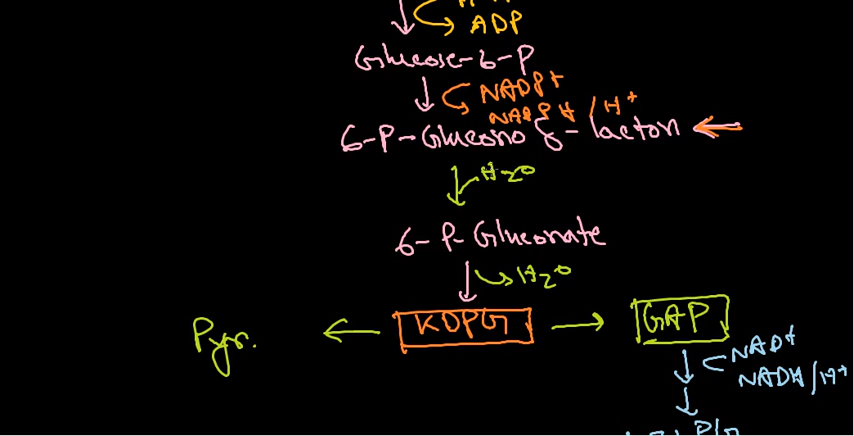 ADP
Glucose-6-P
NADP+
NADPH/H+
6-P-Glucono δ-lacton
H2O
6-P-Gluconate
H2O
Pyr. ← KDPG → GAP
NAD+
NADH/H+